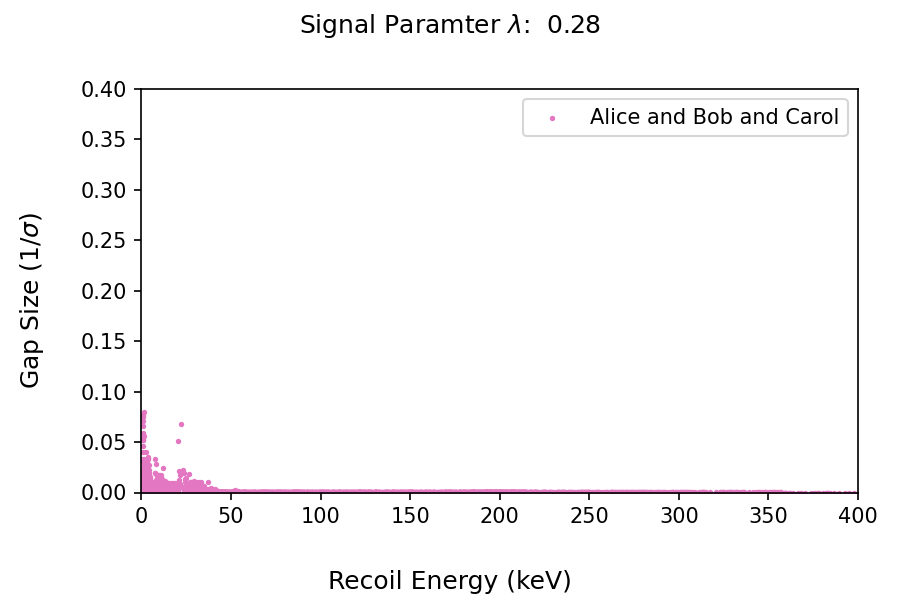 Signal Paramter λ:  0.28
0.40
0.35
0.30
0.25
0.20
0.15
0.10
0.05
0.00
Gap Size (1/σ)
Alice and Bob and Carol
0 50 100 150 200 250 300 350 400
Recoil Energy (keV)